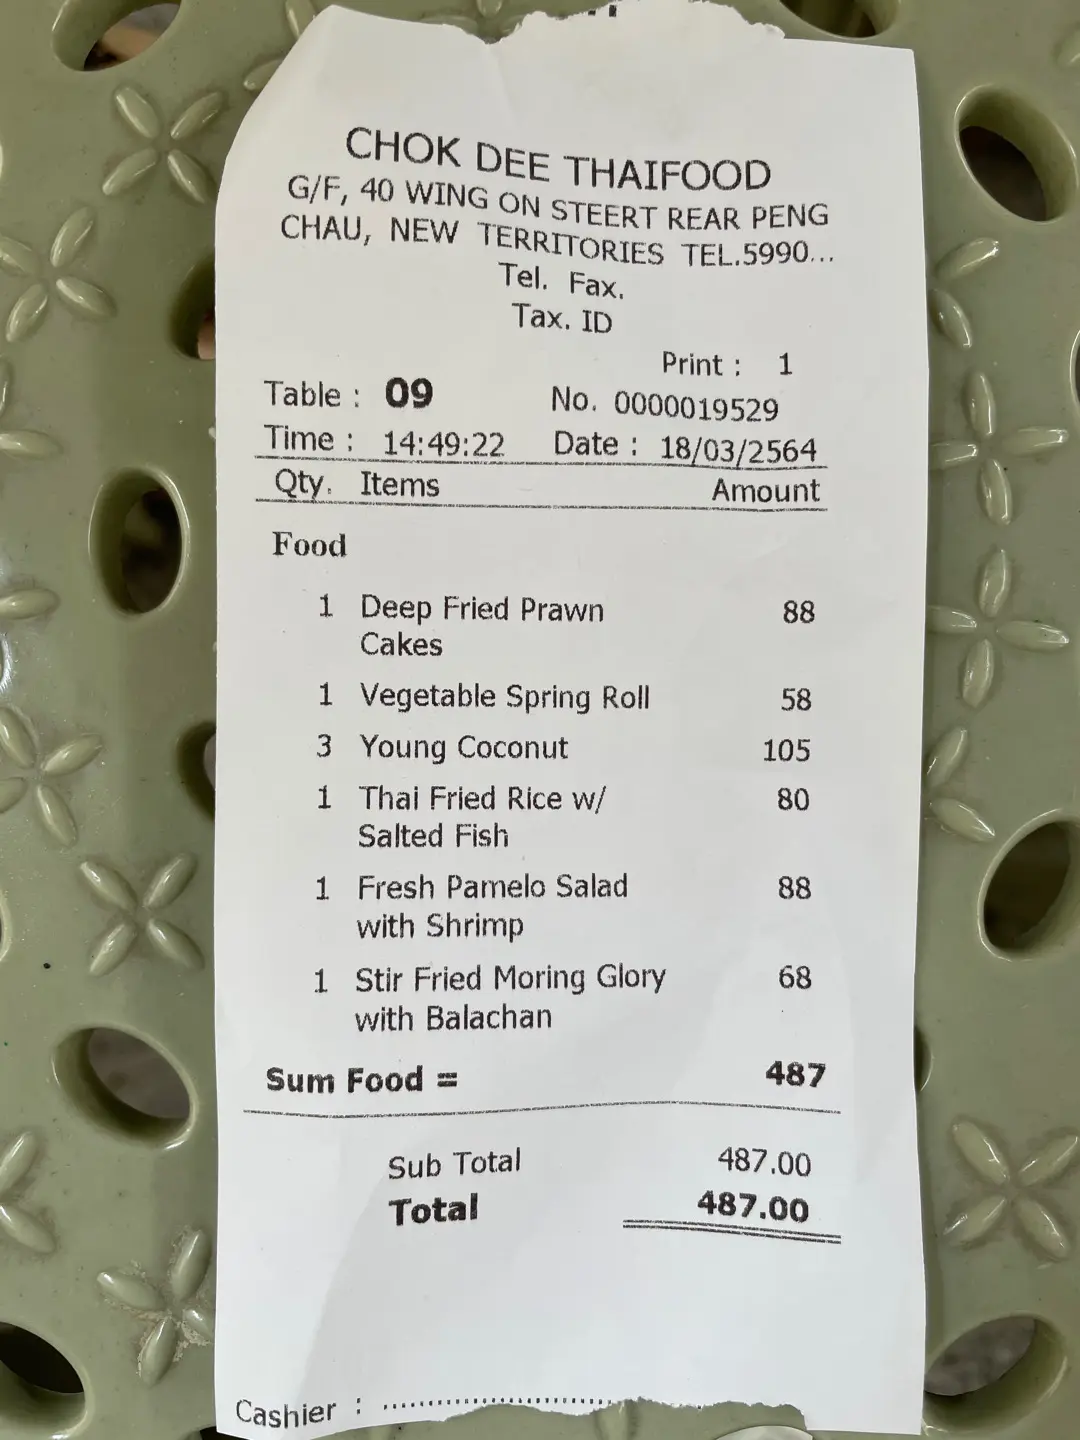 CHOK DEE THAIFOOD
G/F, 40 WING ON STEERT REAR PENG
CHAU, NEW TERRITORIES TEL.5990...
Tel. Fax.
Tax. ID
Print : 1
Table : 09 No. 0000019529
Time : 14:49:22 Date : 18/03/2564
Qty. Items Amount
Food
1 Deep Fried Prawn 88
Cakes
1 Vegetable Spring Roll 58
3 Young Coconut 105
1 Thai Fried Rice w/ 80
Salted Fish
1 Fresh Pamelo Salad 88
with Shrimp
1 Stir Fried Moring Glory 68
with Balachan
Sum Food = 487
Sub Total 487.00
Total 487.00
Cashier : ........................